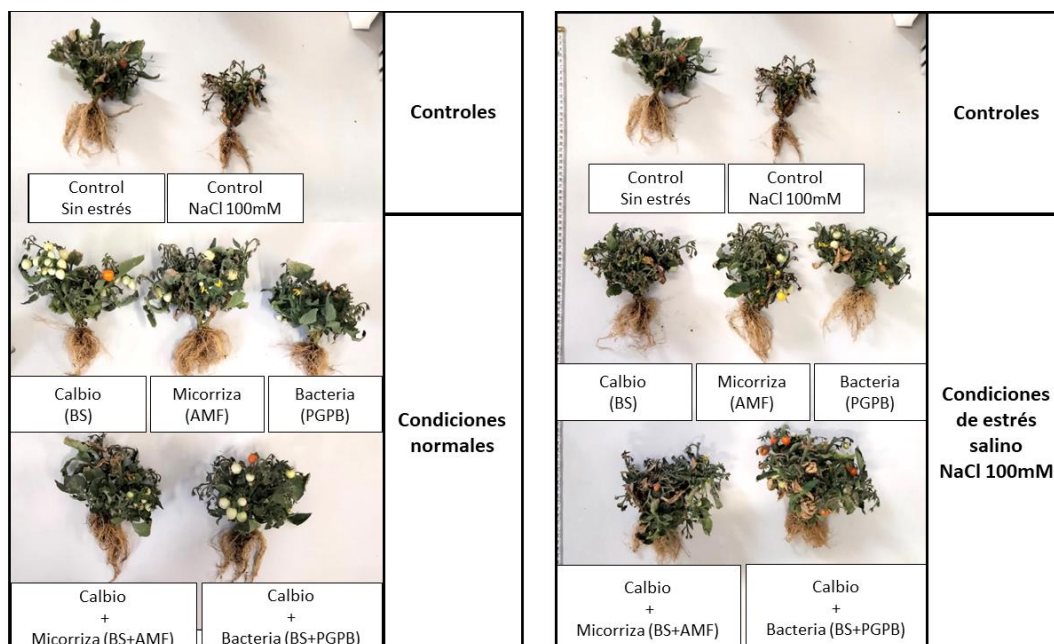 Controles
Control
Sin estrés
Control
NaCl 100mM
Calbio
(BS)
Micorriza
(AMF)
Bacteria
(PGPB)
Condiciones
normales
Calbio
+
Micorriza (BS+AMF)
Calbio
+
Bacteria (BS+PGPB)
Controles
Control
Sin estrés
Control
NaCl 100mM
Calbio
(BS)
Micorriza
(AMF)
Bacteria
(PGPB)
Condiciones
de estrés
salino
NaCl 100mM
Calbio
+
Micorriza (BS+AMF)
Calbio
+
Bacteria (BS+PGPB)